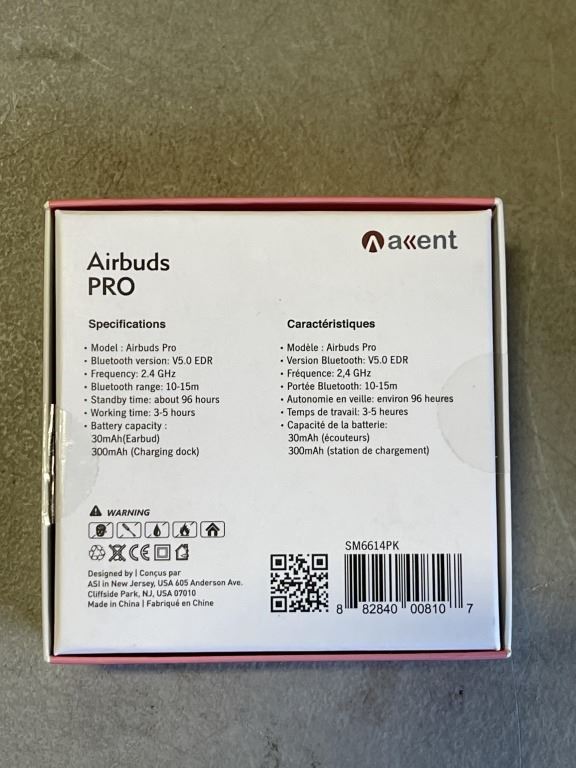 a«ent
Airbuds
PRO
Specifications
• Model : Airbuds Pro
• Bluetooth version: V5.0 EDR
• Frequency: 2.4 GHz
• Bluetooth range: 10-15m
• Standby time: about 96 hours
• Working time: 3-5 hours
• Battery capacity :
30mAh(Earbud)
300mAh (Charging dock)
Caractéristiques
• Modèle : Airbuds Pro
• Version Bluetooth: V5.0 EDR
• Fréquence: 2,4 GHz
• Portée Bluetooth: 10-15m
• Autonomie en veille: environ 96 heures
• Temps de travail: 3-5 heures
• Capacité de la batterie:
30mAh (écouteurs)
300mAh (station de chargement)
WARNING
CE
Designed by | Conçus par
ASI in New Jersey, USA 605 Anderson Ave.
Cliffside Park, NJ, USA 07010
Made in China | Fabriqué en Chine
SM6614PK
8 82840 00810 7